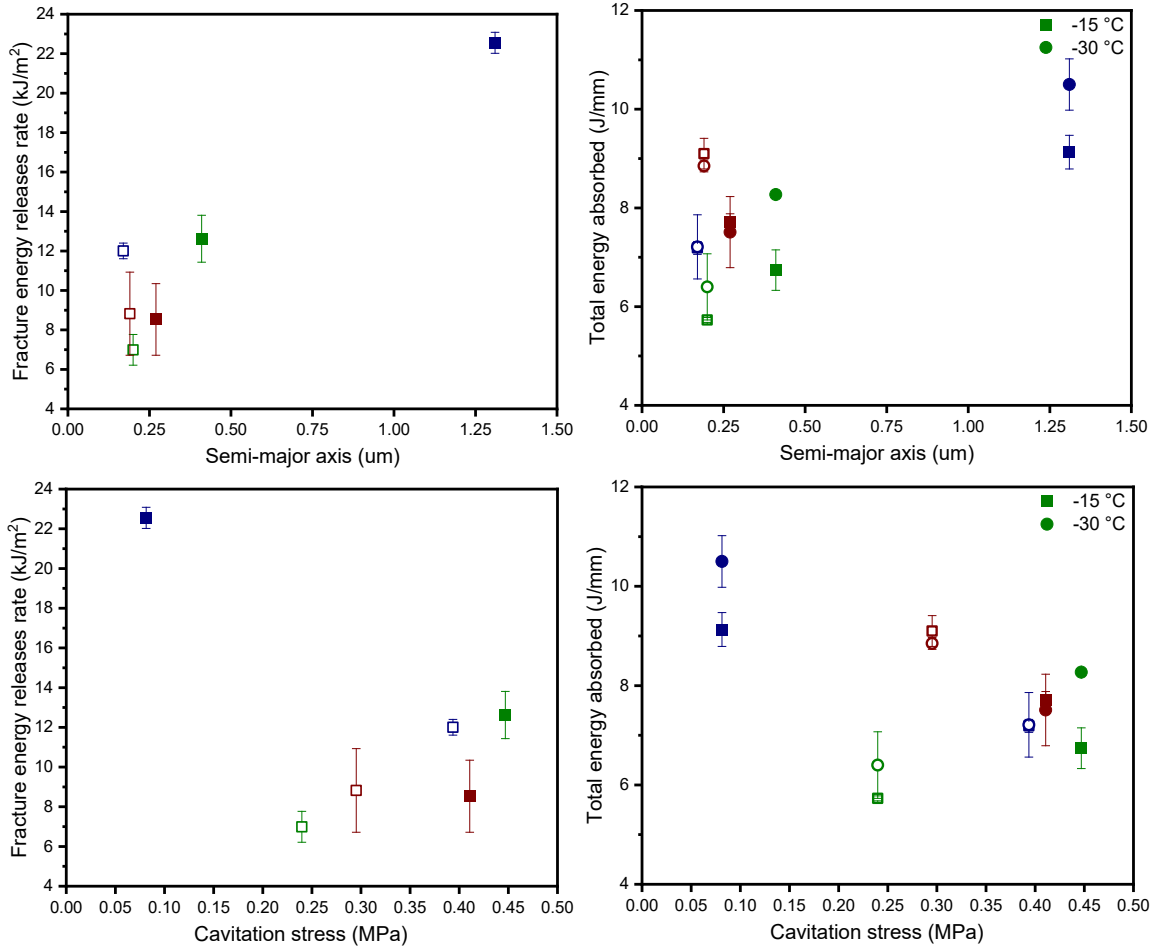 Fracture energy releases rate (kJ/m²)
24
22
20
18
16
14
12
10
8
6
4
0.00 0.25 0.50 0.75 1.00 1.25 1.50
Semi-major axis (um)
Total energy absorbed (J/mm)
12
10
8
6
4
-15 °C
-30 °C
0.00 0.25 0.50 0.75 1.00 1.25 1.50
Semi-major axis (um)
Fracture energy releases rate (kJ/m²)
24
22
20
18
16
14
12
10
8
6
4
0.00 0.05 0.10 0.15 0.20 0.25 0.30 0.35 0.40 0.45 0.50
Cavitation stress (MPa)
Total energy absorbed (J/mm)
12
10
8
6
4
-15 °C
-30 °C
0.00 0.05 0.10 0.15 0.20 0.25 0.30 0.35 0.40 0.45 0.50
Cavitation stress (MPa)